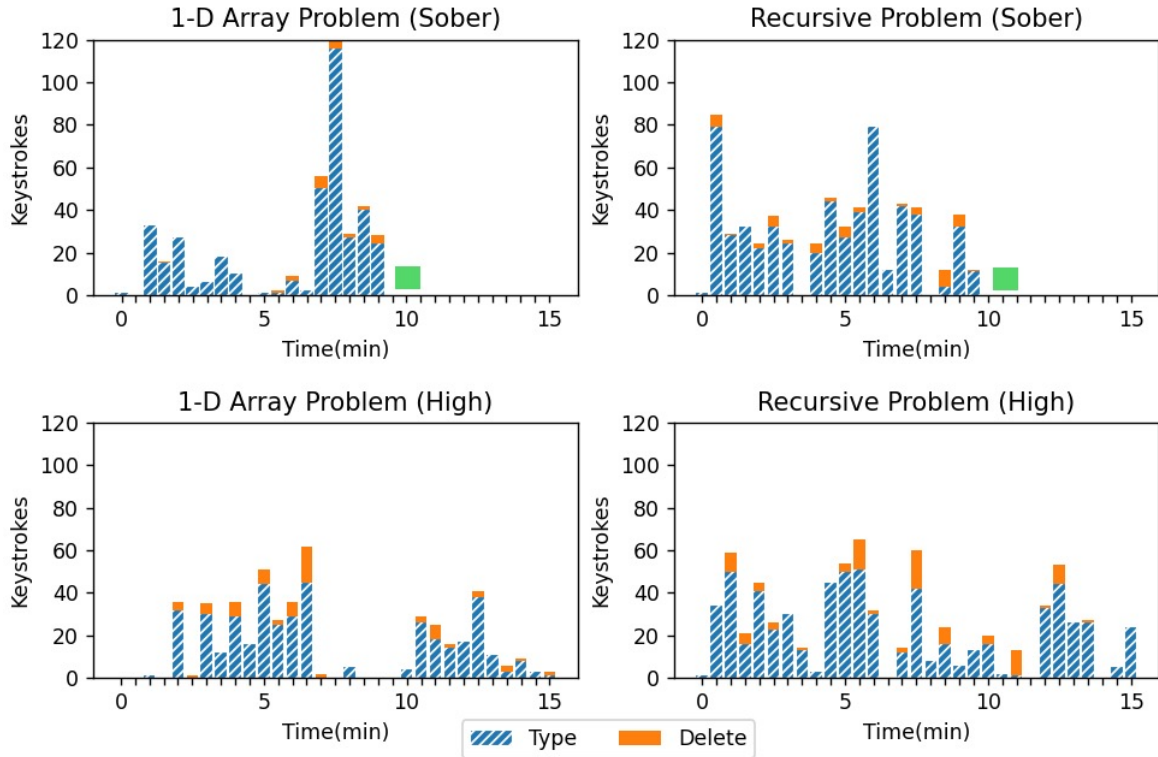 1-D Array Problem (Sober)
120
100
80
60
40
20
0
Keystrokes
0 5 10 15
Time(min)
Recursive Problem (Sober)
120
100
80
60
40
20
0
Keystrokes
0 5 10 15
Time(min)
1-D Array Problem (High)
120
100
80
60
40
20
0
Keystrokes
0 5 10 15
Time(min)
Recursive Problem (High)
120
100
80
60
40
20
0
Keystrokes
0 5 10 15
Time(min)
Type Delete